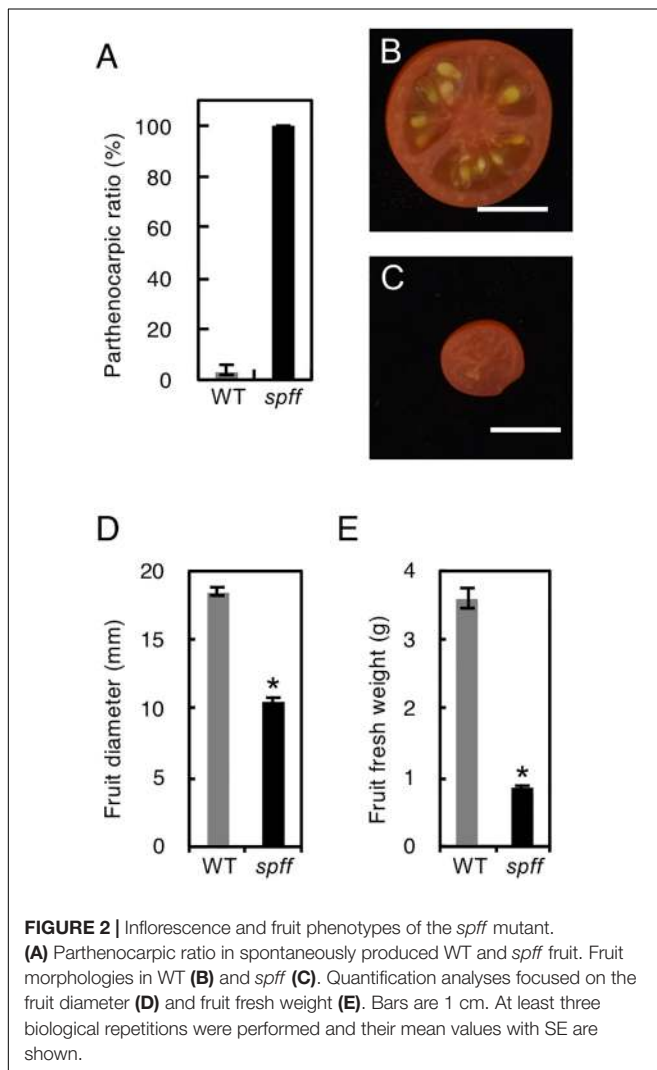 A
Parthenocarpic ratio (%)
100
80
60
40
20
0
WT spff
B
C
D
Fruit diameter (mm)
20
15
10
5
0
*
WT spff
E
Fruit fresh weight (g)
4
3
2
1
0
*
WT spff
FIGURE 2 | Inflorescence and fruit phenotypes of the spff mutant.
(A) Parthenocarpic ratio in spontaneously produced WT and spff fruit. Fruit
morphologies in WT (B) and spff (C). Quantification analyses focused on the
fruit diameter (D) and fruit fresh weight (E). Bars are 1 cm. At least three
biological repetitions were performed and their mean values with SE are
shown.